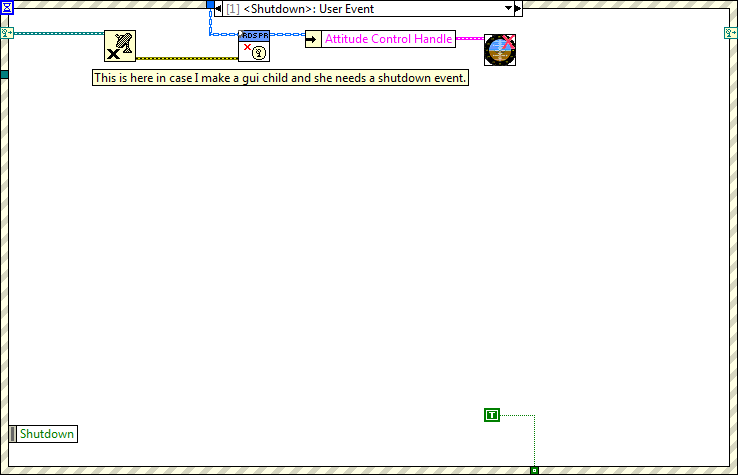 [1] <Shutdown>: User Event
RDSPR
Attitude Control Handle
This is here in case I make a gui child and she needs a shutdown event.
T
Shutdown